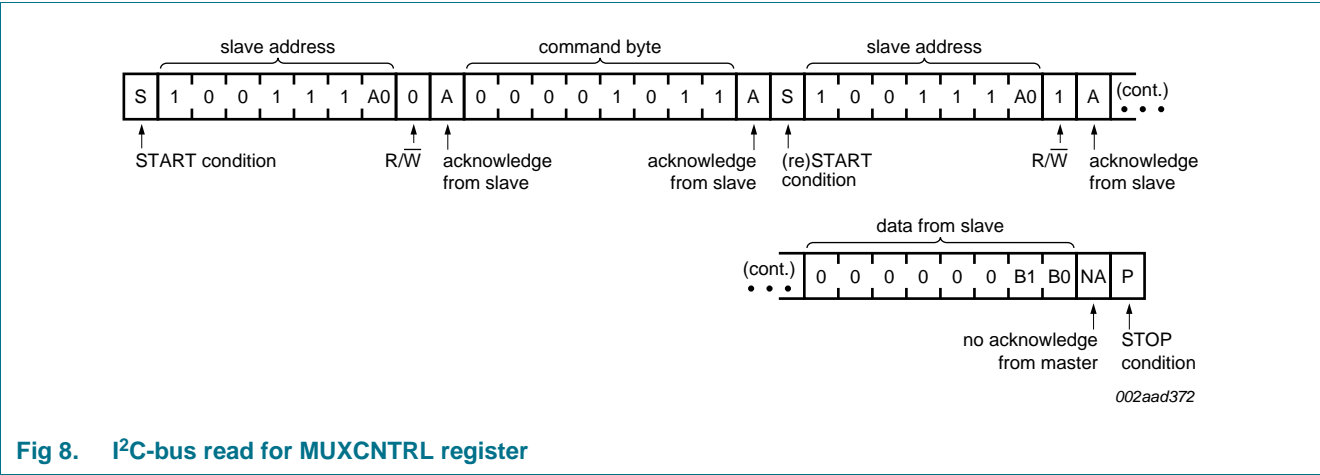 slave address command byte slave address
S 1 0 0 1 1 1 A0 0 A 0 0 0 0 1 0 1 1 A S 1 0 0 1 1 1 A0 1 A (cont.)
START condition R/W̅ acknowledge from slave acknowledge from slave (re)START condition R/W̅ acknowledge from slave
data from slave
(cont.) 0 0 0 0 0 0 B1 B0 NA P
no acknowledge from master STOP condition
002aad372
Fig 8. I²C-bus read for MUXCNTRL register